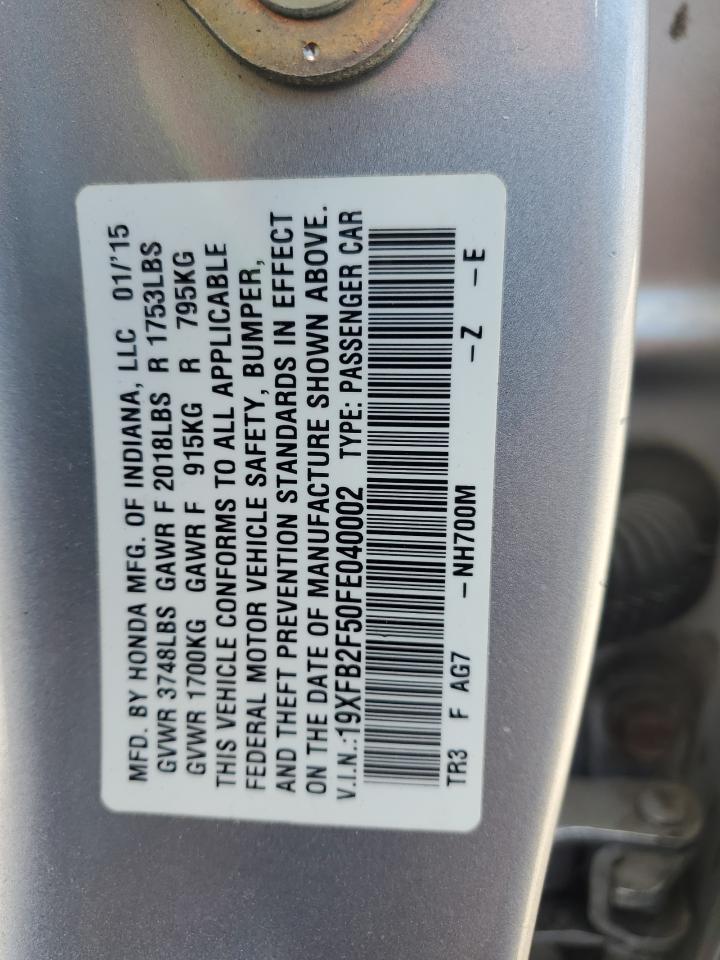 MFD. BY HONDA MFG. OF INDIANA, LLC 01/'15
GVWR 3748LBS GAWR F 2018LBS R 1753LBS
GVWR 1700KG GAWR F 915KG R 795KG
THIS VEHICLE CONFORMS TO ALL APPLICABLE
FEDERAL MOTOR VEHICLE SAFETY, BUMPER,
AND THEFT PREVENTION STANDARDS IN EFFECT
ON THE DATE OF MANUFACTURE SHOWN ABOVE.
V.I.N.:19XFB2F50FE040002 TYPE: PASSENGER CAR
TR3 F AG7 -NH700M -Z -E